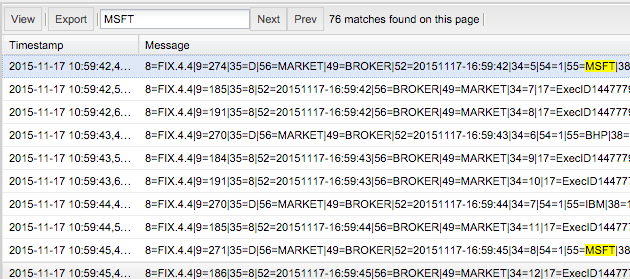 View Export MSFT Next Prev 76 matches found on this page
Timestamp Message
2015-11-17 10:59:42,4... 8=FIX.4.4|9=274|35=D|56=MARKET|49=BROKER|52=20151117-16:59:42|34=5|54=1|55=MSFT|38
2015-11-17 10:59:42,5... 8=FIX.4.4|9=185|35=8|52=20151117-16:59:42|56=BROKER|49=MARKET|34=7|17=ExecID144777
2015-11-17 10:59:42,6... 8=FIX.4.4|9=191|35=8|52=20151117-16:59:42|56=BROKER|49=MARKET|34=8|17=ExecID144777
2015-11-17 10:59:43,4... 8=FIX.4.4|9=270|35=D|56=MARKET|49=BROKER|52=20151117-16:59:43|34=6|54=1|55=BHP|38=
2015-11-17 10:59:43,5... 8=FIX.4.4|9=184|35=8|52=20151117-16:59:43|56=BROKER|49=MARKET|34=9|17=ExecID144777
2015-11-17 10:59:43,6... 8=FIX.4.4|9=191|35=8|52=20151117-16:59:43|56=BROKER|49=MARKET|34=10|17=ExecID14477
2015-11-17 10:59:44,4... 8=FIX.4.4|9=270|35=D|56=MARKET|49=BROKER|52=20151117-16:59:44|34=7|54=1|55=IBM|38=1
2015-11-17 10:59:44,5... 8=FIX.4.4|9=185|35=8|52=20151117-16:59:44|56=BROKER|49=MARKET|34=11|17=ExecID14477
2015-11-17 10:59:45,4... 8=FIX.4.4|9=271|35=D|56=MARKET|49=BROKER|52=20151117-16:59:45|34=8|54=1|55=MSFT|38
2015-11-17 10:59:45,5... 8=FIX.4.4|9=186|35=8|52=20151117-16:59:45|56=BROKER|49=MARKET|34=12|17=ExecID14477